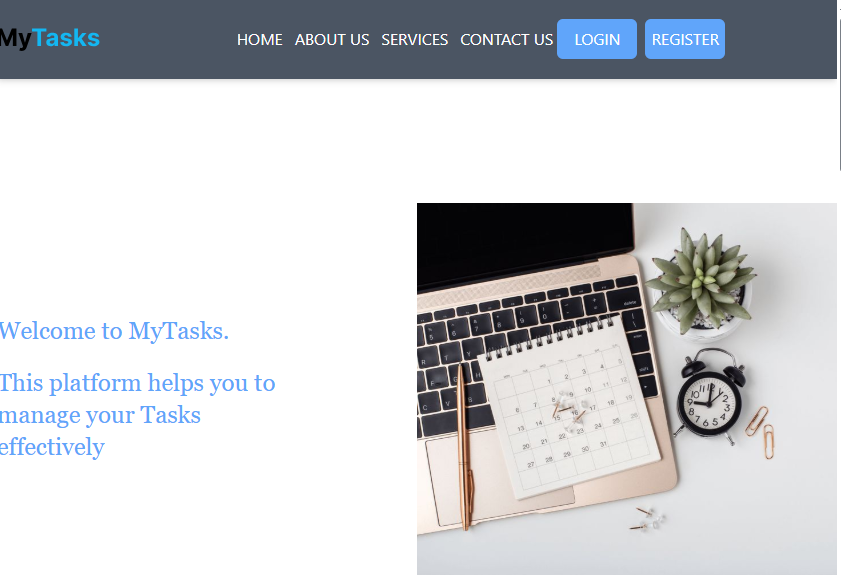 MyTasks
HOME ABOUT US SERVICES CONTACT US LOGIN REGISTER
Welcome to MyTasks.
This platform helps you to
manage your Tasks
effectively